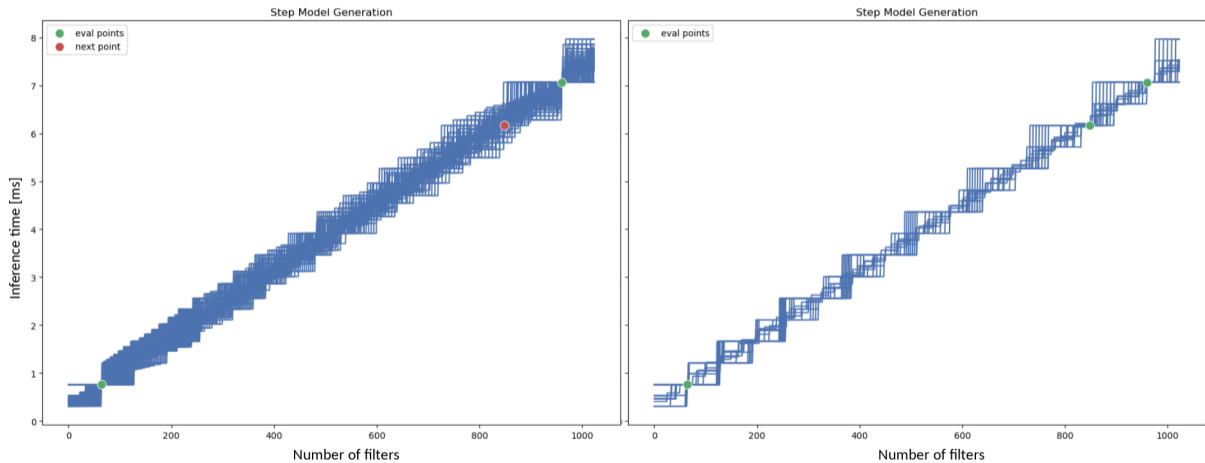 Step Model Generation
eval points
next point
8
7
6
5
4
3
2
1
0
Inference time [ms]
0 200 400 600 800 1000
Number of filters
Step Model Generation
eval points
0 200 400 600 800 1000
Number of filters